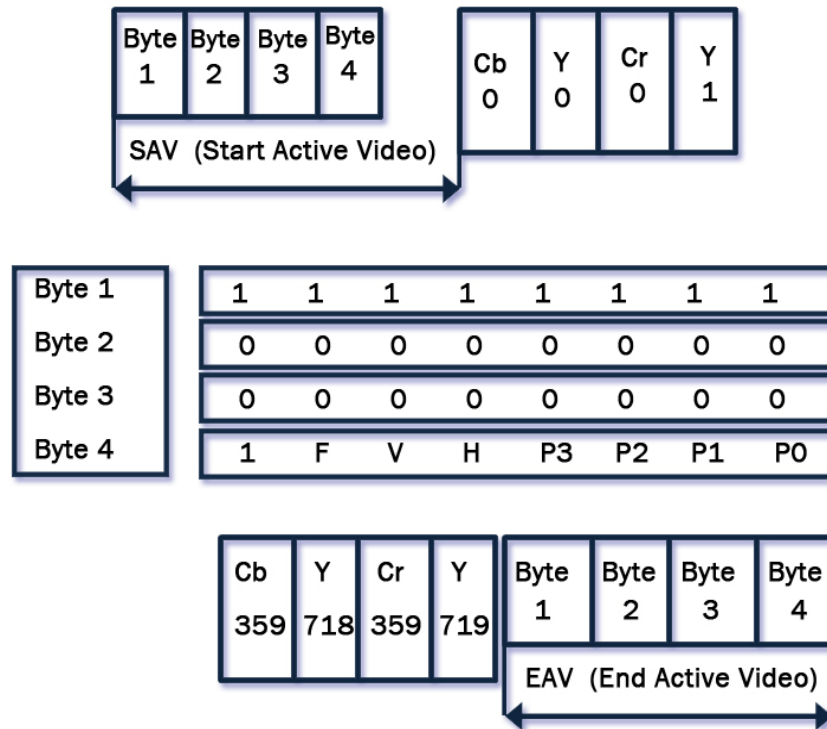 Byte Byte Byte Byte
1 2 3 4
Cb Y Cr Y
0 0 0 1
SAV (Start Active Video)
Byte 1 1 1 1 1 1 1 1 1
Byte 2 0 0 0 0 0 0 0 0
Byte 3 0 0 0 0 0 0 0 0
Byte 4 1 F V H P3 P2 P1 P0
Cb Y Cr Y
359 718 359 719
Byte Byte Byte Byte
1 2 3 4
EAV (End Active Video)